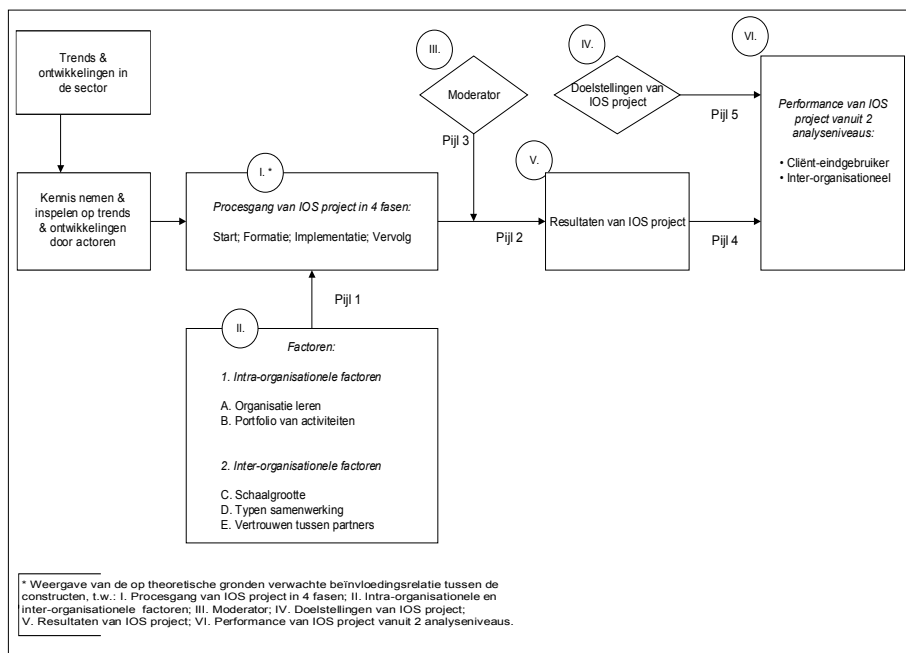 Trends &
ontwikkelingen in
de sector
Kennis nemen &
inspelen op trends
& ontwikkelingen
door actoren
I. *
Procesgang van IOS project in 4 fasen:
Start; Formatie; Implementatie; Vervolg
Pijl 1
II.
Factoren:
1. Intra-organisationele factoren
A. Organisatie leren
B. Portfolio van activiteiten
2. Inter-organisationele factoren
C. Schaalgrootte
D. Typen samenwerking
E. Vertrouwen tussen partners
III.
Moderator
Pijl 3
Pijl 2
IV.
Doelstellingen van
IOS project
Pijl 5
V.
Resultaten van IOS project
Pijl 4
VI.
Performance van IOS
project vanuit 2
analyseniveaus:
• Cliënt-eindgebruiker
• Inter-organisationeel
* Weergave van de op theoretische gronden verwachte beïnvloedingsrelatie tussen de
constructen, t.w.: I. Procesgang van IOS project in 4 fasen; II. Intra-organisationele en
inter-organisationele factoren; III. Moderator; IV. Doelstellingen van IOS project;
V. Resultaten van IOS project; VI. Performance van IOS project vanuit 2 analyseniveaus.